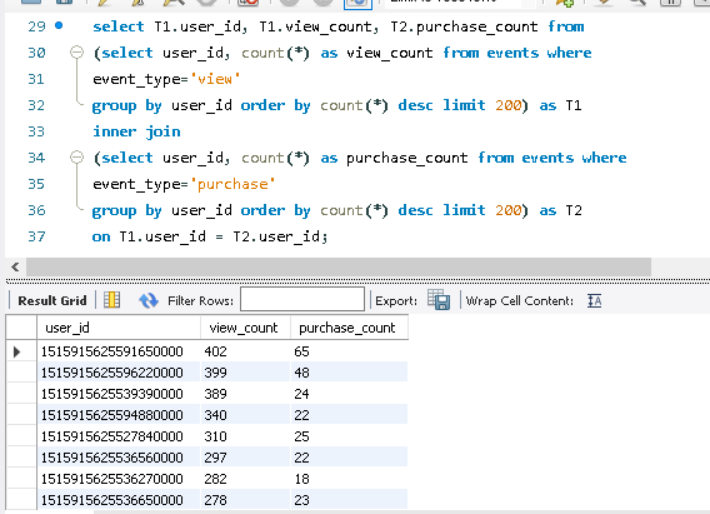 29 select T1.user_id, T1.view_count, T2.purchase_count from
30 (select user_id, count(*) as view_count from events where
31 event_type='view'
32 group by user_id order by count(*) desc limit 200) as T1
33 inner join
34 (select user_id, count(*) as purchase_count from events where
35 event_type='purchase'
36 group by user_id order by count(*) desc limit 200) as T2
37 on T1.user_id = T2.user_id;
Result Grid Filter Rows: Export: Wrap Cell Content:
user_id view_count purchase_count
1515915625591650000 402 65
1515915625596220000 399 48
1515915625539390000 389 24
1515915625594880000 340 22
1515915625527840000 310 25
1515915625536560000 297 22
1515915625536270000 282 18
1515915625536650000 278 23